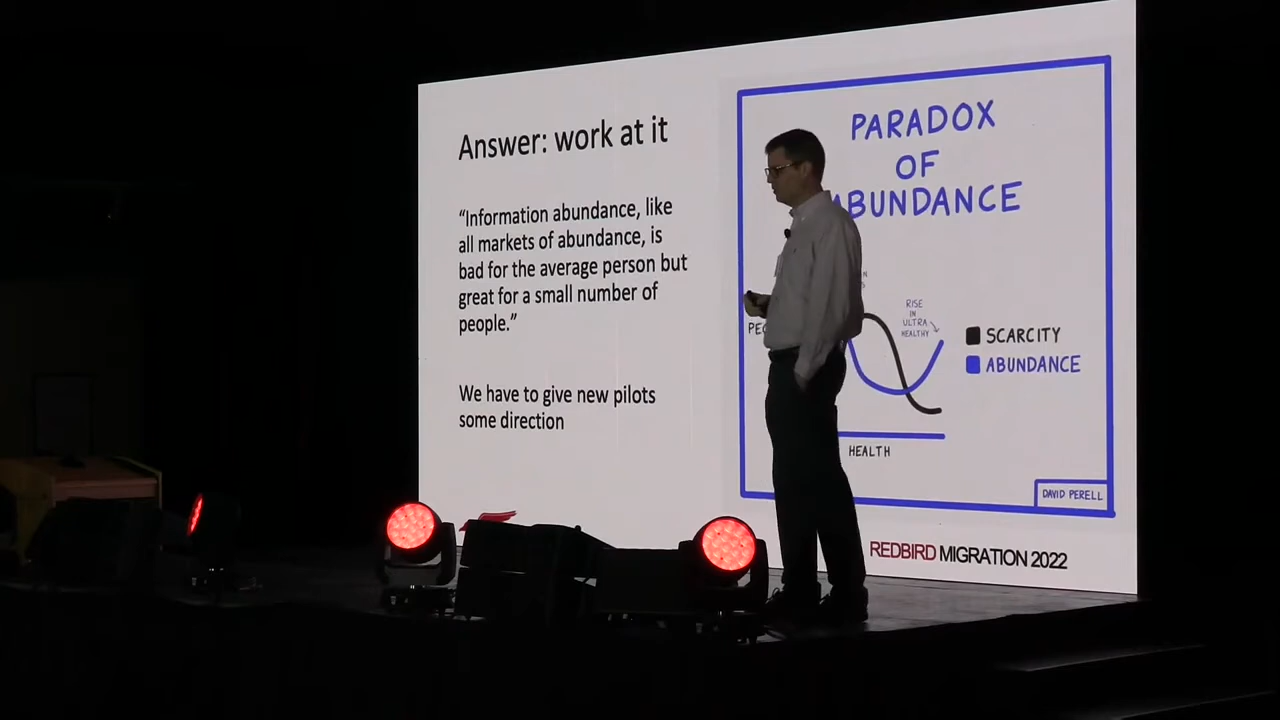 Answer: work at it
“Information abundance, like
all markets of abundance, is
bad for the average person but
great for a small number of
people.”
We have to give new pilots
some direction
PARADOX
OF
ABUNDANCE
RISE
IN
ULTRA
HEALTHY
SCARCITY
ABUNDANCE
HEALTH
DAVID PERELL
REDBIRD MIGRATION 2022